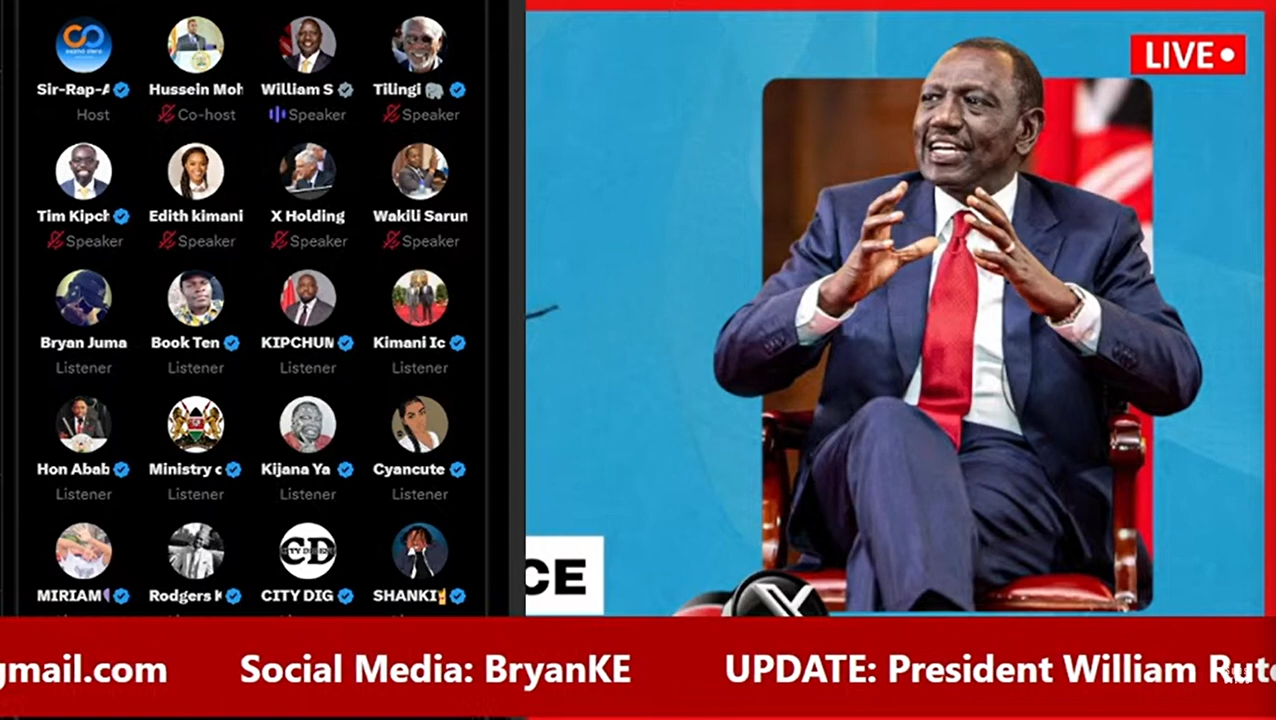 Sir-Rap-A
Host
Hussein Moh
Co-host
William S
Speaker
Tilingi
Speaker
Tim Kipch
Speaker
Edith kimani
Speaker
X Holding
Speaker
Wakili Sarun
Speaker
Bryan Juma
Listener
Book Ten
Listener
KIPCHUM
Listener
Kimani Ic
Listener
Hon Abab
Listener
Ministry o
Listener
Kijana Ya
Listener
Cyancute
Listener
MIRIAM
Rodgers K
CITY DIG
SHANKI
CD
LIVE
CE
gmail.com
Social Media: BryanKE
UPDATE: President William Ruto